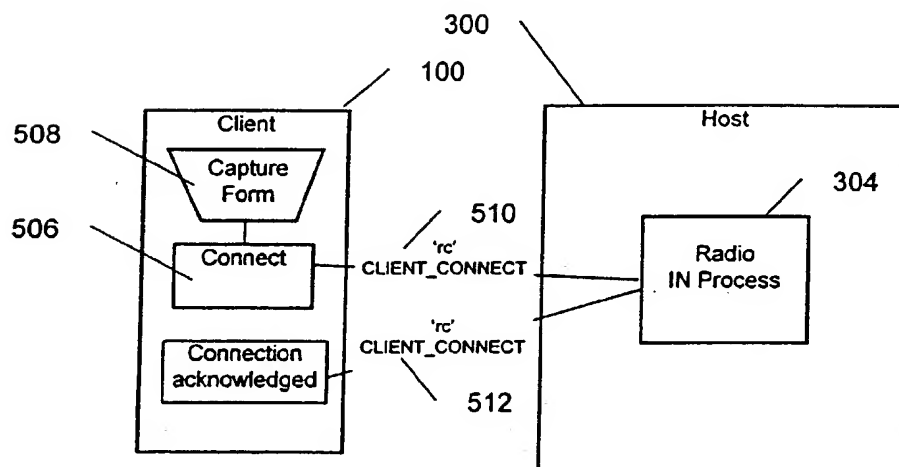 300
100
Client
Host
508
Capture
Form
304
510
506
Connect
'rc'
CLIENT_CONNECT
Radio
IN Process
'rc'
CLIENT_CONNECT
Connection
acknowledged
512